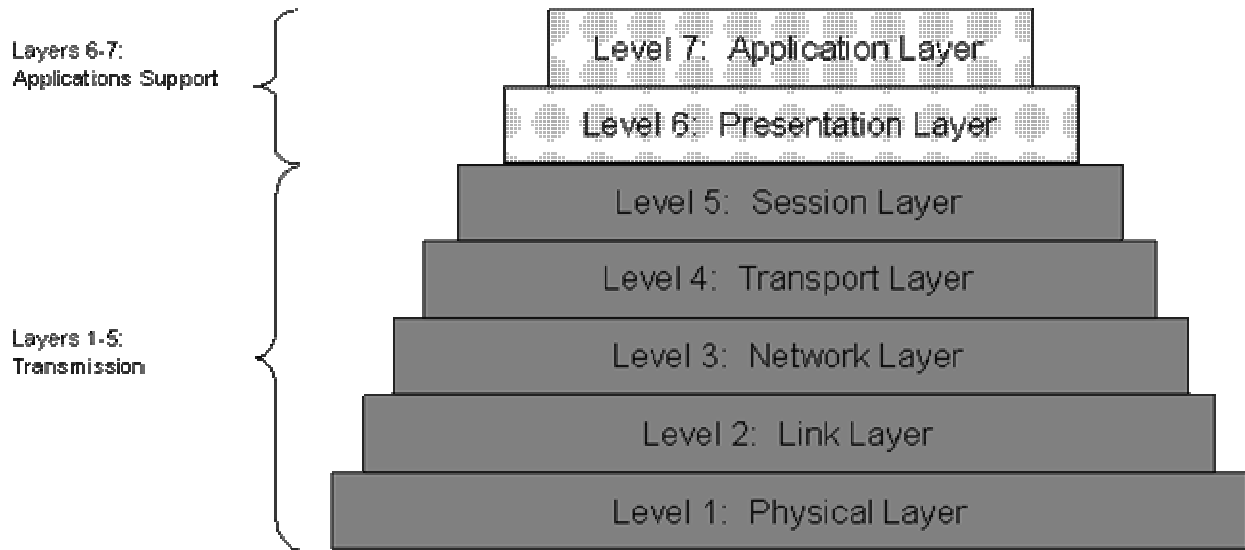 Layers 6-7:
Applications Support
Level 7: Application Layer
Level 6: Presentation Layer
Level 5: Session Layer
Level 4: Transport Layer
Layers 1-5:
Transmission
Level 3: Network Layer
Level 2: Link Layer
Level 1: Physical Layer